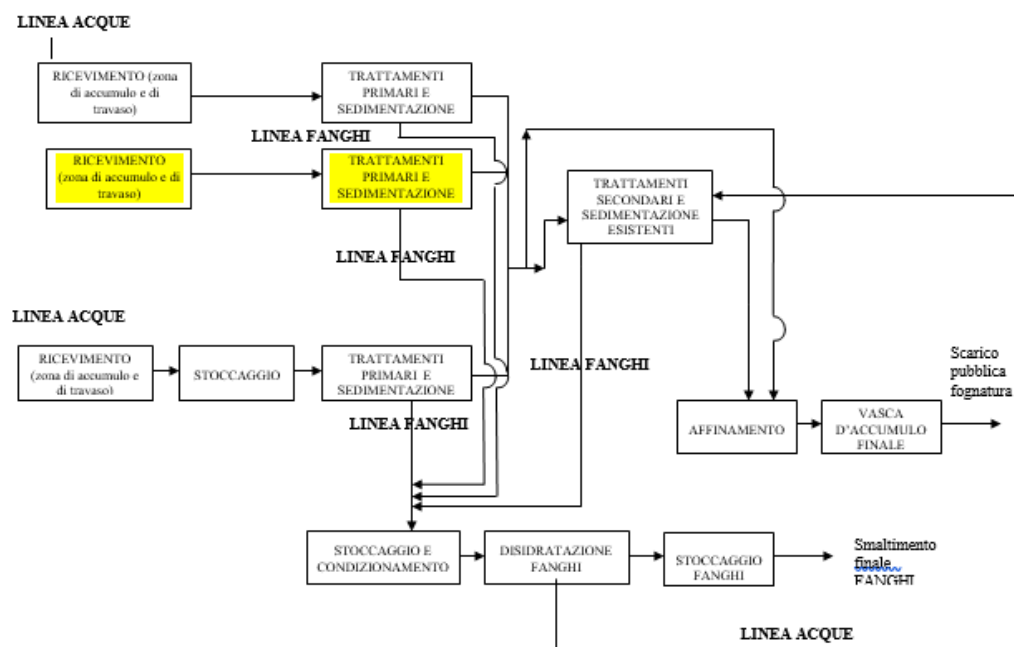 LINEA ACQUE
RICEVIMENTO (zona
di accumulo e di
travaso)
TRATTAMENTI
PRIMARI E
SEDIMENTAZIONE
LINEA FANGHI
RICEVIMENTO
(zona di accumulo e di
travaso)
TRATTAMENTI
PRIMARI E
SEDIMENTAZIONE
TRATTAMENTI
SECONDARI E
SEDIMENTAZIONE
ESISTENTI
LINEA FANGHI
LINEA ACQUE
RICEVIMENTO
(zona di accumulo e
di travaso)
STOCCAGGIO
TRATTAMENTI
PRIMARI E
SEDIMENTAZIONE
LINEA FANGHI
LINEA FANGHI
Scarico
pubblica
fognatura
AFFINAMENTO
VASCA
D'ACCUMULO
FINALE
STOCCAGGIO E
CONDIZIONAMENTO
DISIDRATAZIONE
FANGHI
STOCCAGGIO
FANGHI
Smaltimento
finale
FANGHI
LINEA ACQUE